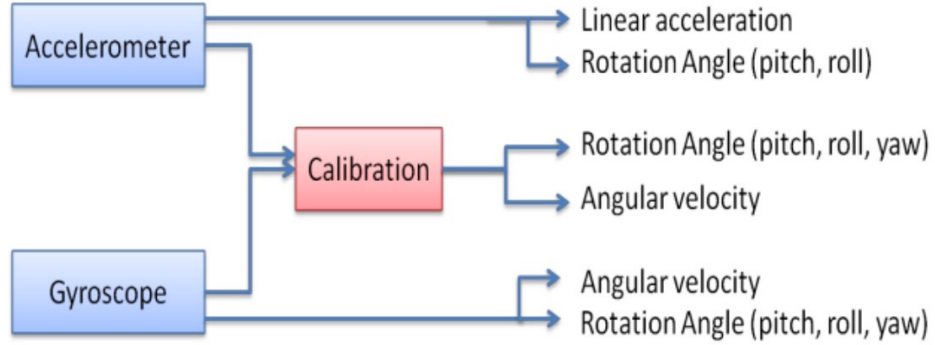 Accelerometer
Linear acceleration
Rotation Angle (pitch, roll)
Calibration
Rotation Angle (pitch, roll, yaw)
Angular velocity
Gyroscope
Angular velocity
Rotation Angle (pitch, roll, yaw)